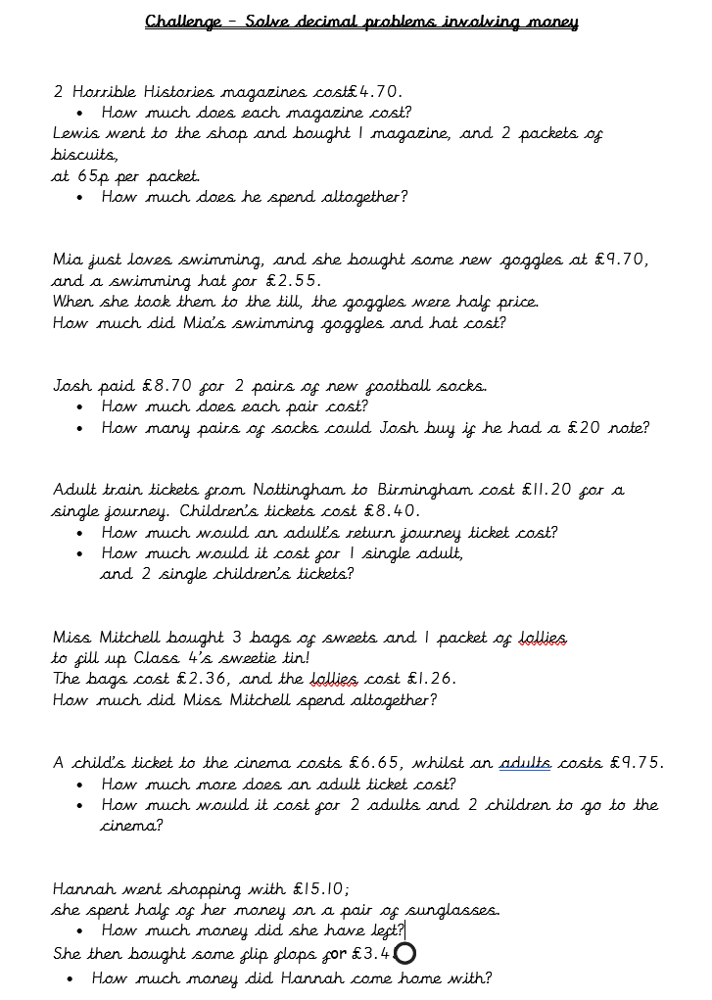 Challenge – Solve decimal problems involving money
2 Horrible Histories magazines cost£4.70.
• How much does each magazine cost?
Lewis went to the shop and bought 1 magazine, and 2 packets of
biscuits,
at 65p per packet.
• How much does he spend altogether?
Mia just loves swimming, and she bought some new goggles at £9.70,
and a swimming hat for £2.55.
When she took them to the till, the goggles were half price.
How much did Mia's swimming goggles and hat cost?
Josh paid £8.70 for 2 pairs of new football socks.
• How much does each pair cost?
• How many pairs of socks could Josh buy if he had a £20 note?
Adult train tickets from Nottingham to Birmingham cost £11.20 for a
single journey. Children's tickets cost £8.40.
• How much would an adult's return journey ticket cost?
• How much would it cost for 1 single adult,
and 2 single children's tickets?
Miss Mitchell bought 3 bags of sweets and 1 packet of lollies
to fill up Class 4's sweetie tin!
The bags cost £2.36, and the lollies cost £1.26.
How much did Miss Mitchell spend altogether?
A child's ticket to the cinema costs £6.65, whilst an adults costs £9.75.
• How much more does an adult ticket cost?
• How much would it cost for 2 adults and 2 children to go to the
cinema?
Hannah went shopping with £15.10;
she spent half of her money on a pair of sunglasses.
• How much money did she have left?
She then bought some flip flops for £3.4
• How much money did Hannah come home with?